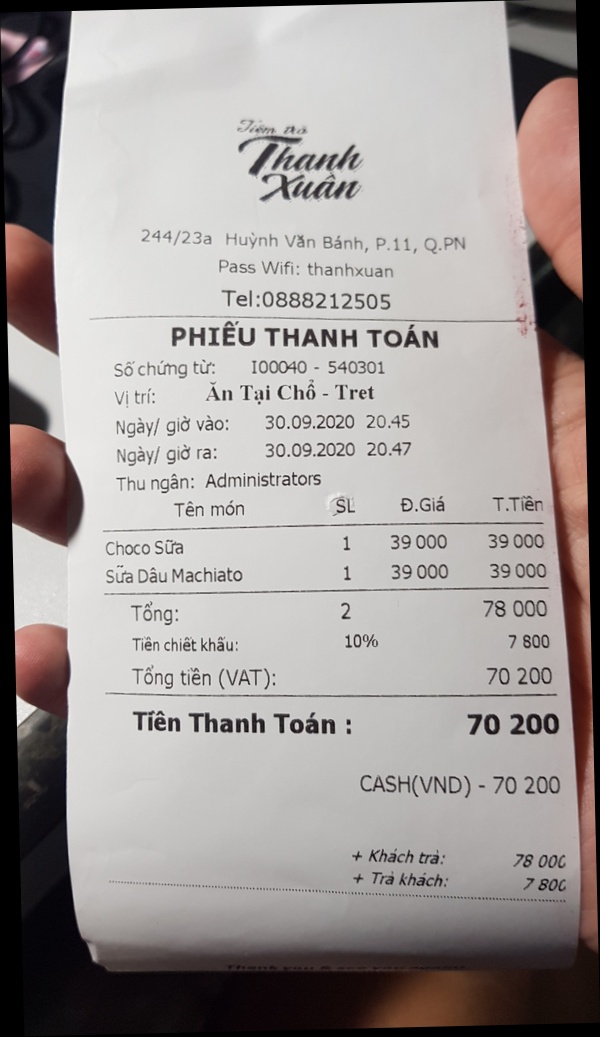 Tiệm trà
Thanh
Xuân
244/23a Huỳnh Văn Bánh, P.11, Q.PN
Pass Wifi: thanhxuan
Tel:0888212505
PHIẾU THANH TOÁN
Số chứng từ: I00040 - 540301
Vị trí: Ăn Tại Chổ - Tret
Ngày/ giờ vào: 30.09.2020 20.45
Ngày/ giờ ra: 30.09.2020 20.47
Thu ngân: Administrators
Tên món SL Đ.Giá T.Tiền
Choco Sữa 1 39 000 39 000
Sữa Dâu Machiato 1 39 000 39 000
Tổng: 2 78 000
Tiền chiết khấu: 10% 7 800
Tổng tiền (VAT): 70 200
Tiền Thanh Toán : 70 200
CASH(VND) - 70 200
+ Khách trả: 78 000
+ Trả khách: 7 800